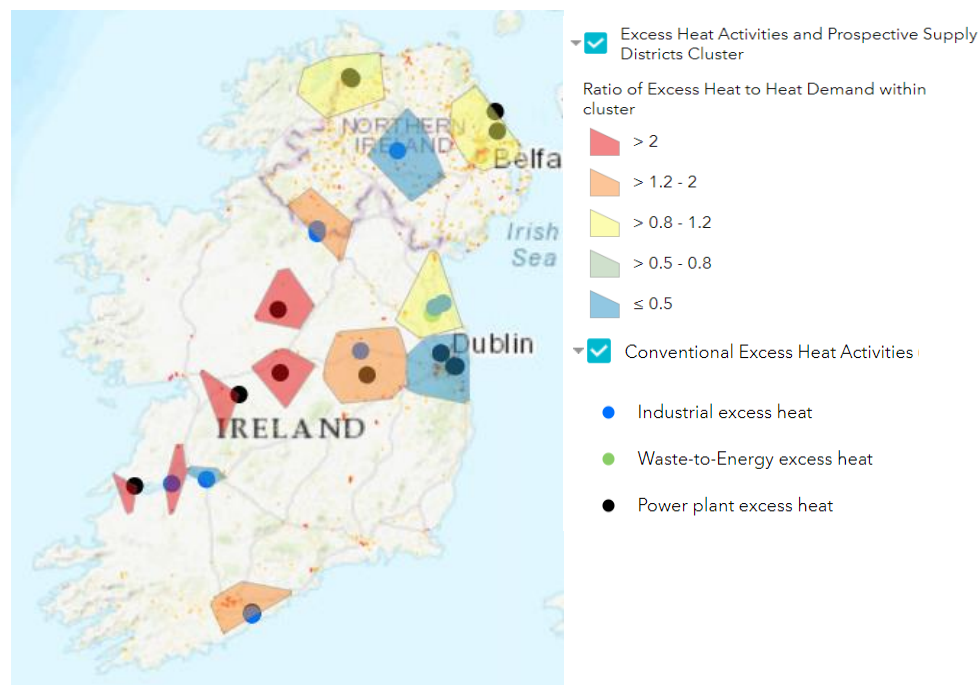 NORTHERN
IRELAND
Belfa
Irish
Sea
Dublin
IRELAND
Excess Heat Activities and Prospective Supply
Districts Cluster
Ratio of Excess Heat to Heat Demand within
cluster
> 2
> 1.2 - 2
> 0.8 - 1.2
> 0.5 - 0.8
≤ 0.5
Conventional Excess Heat Activities
Industrial excess heat
Waste-to-Energy excess heat
Power plant excess heat